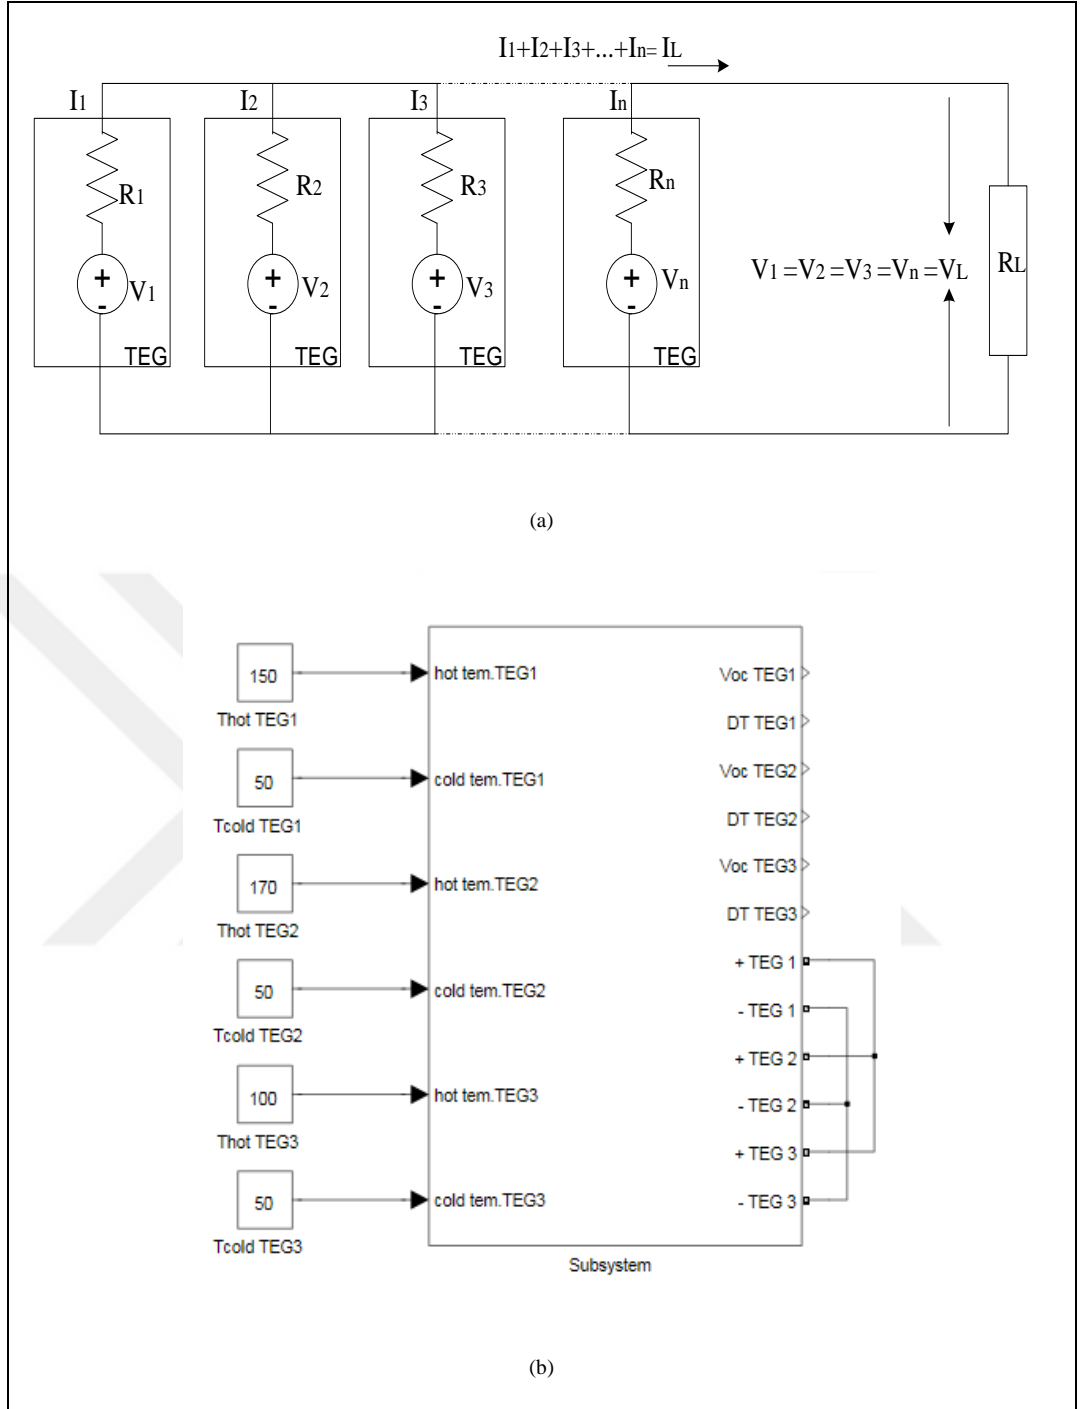 I1+I2+I3+...+In= IL
I1 I2 I3 In
R1 R2 R3 Rn
+ + + +
- - - -
V1 V2 V3 Vn
V1 =V2 =V3 =Vn =VL
RL
TEG TEG TEG TEG
(a)
150
Thot TEG1
50
Tcold TEG1
170
Thot TEG2
50
Tcold TEG2
100
Thot TEG3
50
Tcold TEG3
hot tem.TEG1
cold tem.TEG1
hot tem.TEG2
cold tem.TEG2
hot tem.TEG3
cold tem.TEG3
Voc TEG1
DT TEG1
Voc TEG2
DT TEG2
Voc TEG3
DT TEG3
+ TEG 1
- TEG 1
+ TEG 2
- TEG 2
+ TEG 3
- TEG 3
Subsystem
(b)